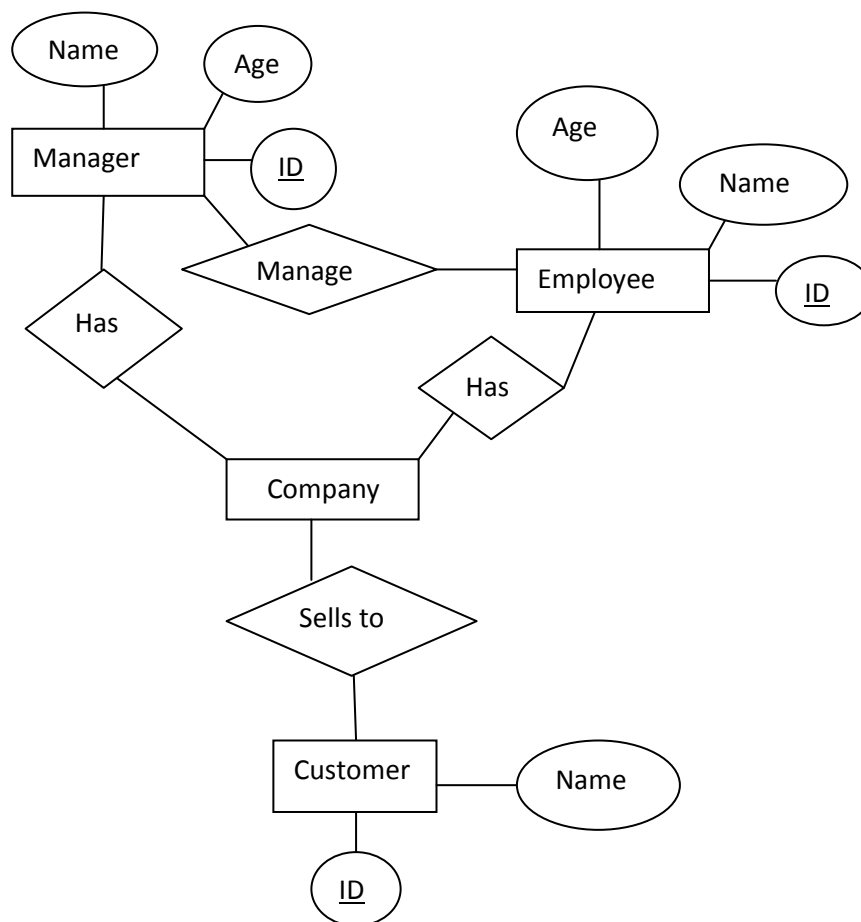 Name
Age
Manager
ID
Age
Name
Manage
Employee
ID
Has
Has
Company
Sells to
Customer
Name
ID